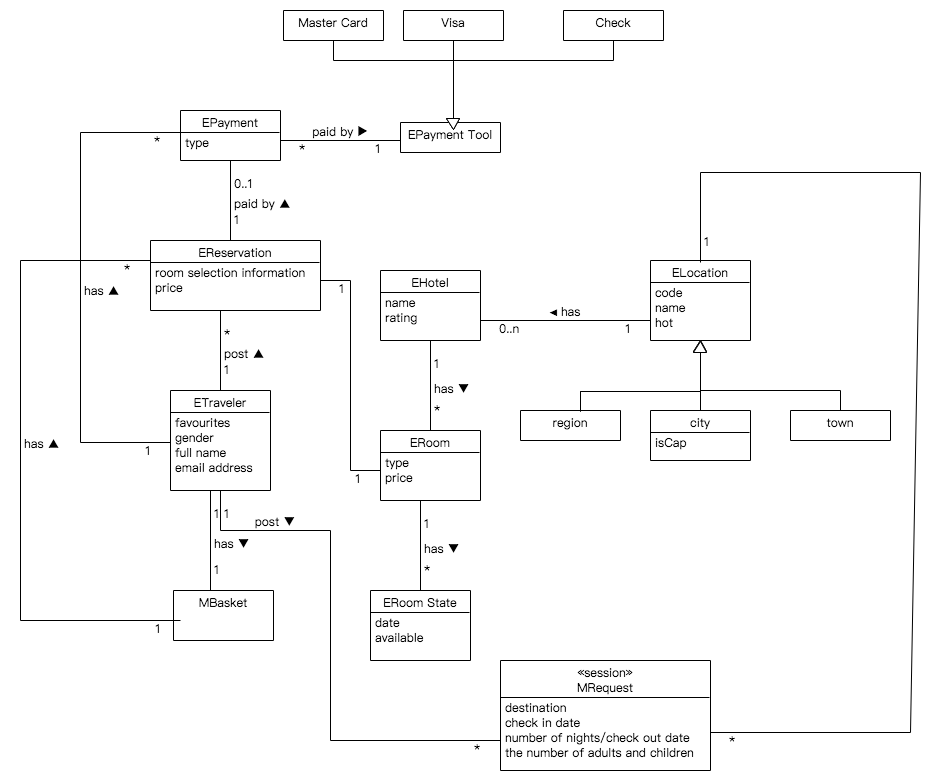 Master Card
Visa
Check
EPayment
type
*
paid by ▶
*
1
EPayment Tool
0..1
paid by ▲
1
EReservation
room selection information
price
*
has ▲
1
1
ELocation
code
name
hot
EHotel
name
rating
◄ has
0..n
1
*
post ▲
1
1
has ▼
*
ETraveler
favourites
gender
full name
email address
has ▲
1
region
city
isCap
town
ERoom
type
price
1
1
1
post ▼
has ▼
1
1
has ▼
*
MBasket
1
ERoom State
date
available
«session»
MRequest
destination
check in date
number of nights/check out date
the number of adults and children
*
*